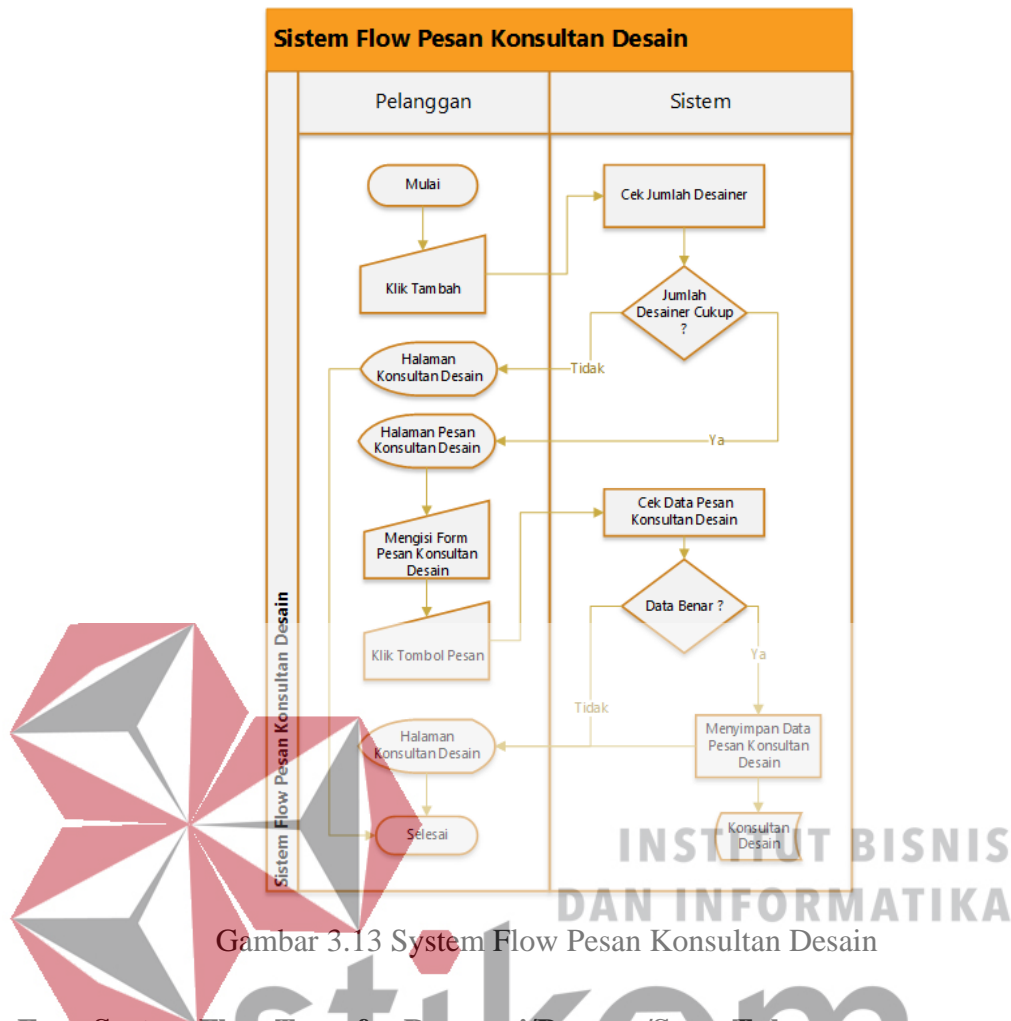 Sistem Flow Pesan Konsultan Desain
Pelanggan
Sistem
Sistem Flow Pesan Konsultan Desain
Mulai
Cek Jumlah Desainer
Klik Tambah
Jumlah
Desainer Cukup
?
Halaman
Konsultan Desain
Tidak
Halaman Pesan
Konsultan Desain
Ya
Cek Data Pesan
Konsultan Desain
Mengisi Form
Pesan Konsultan
Desain
Data Benar ?
Klik Tombol Pesan
Ya
Tidak
Halaman
Konsultan Desain
Menyimpan Data
Pesan Konsultan
Desain
Selesai
Konsultan
Desain
INSTITUT BISNIS
DAN INFORMATIKA
Gambar 3.13 System Flow Pesan Konsultan Desain
stikom